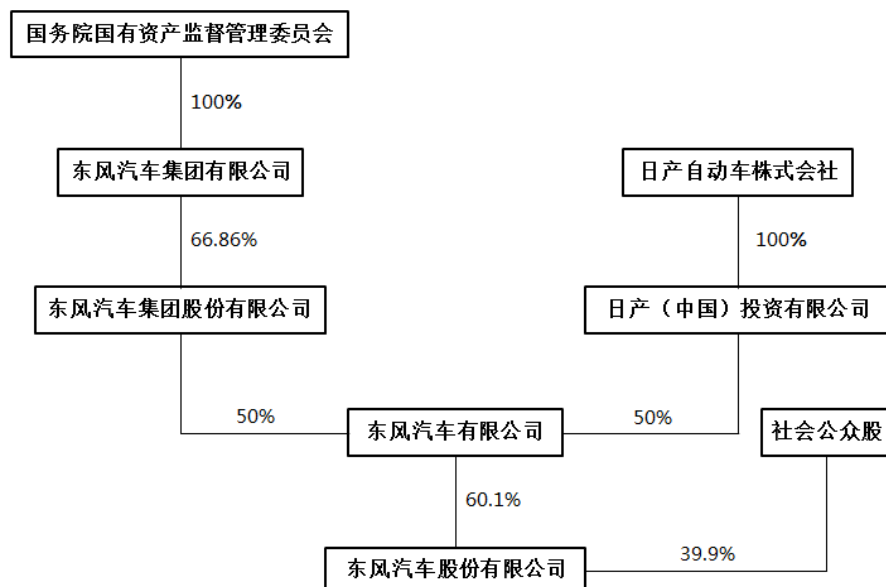 国务院国有资产监督管理委员会
100%
东风汽车集团有限公司
日产自动车株式会社
66.86%
100%
东风汽车集团股份有限公司
日产（中国）投资有限公司
50%
50%
东风汽车有限公司
社会公众股
60.1%
39.9%
东风汽车股份有限公司